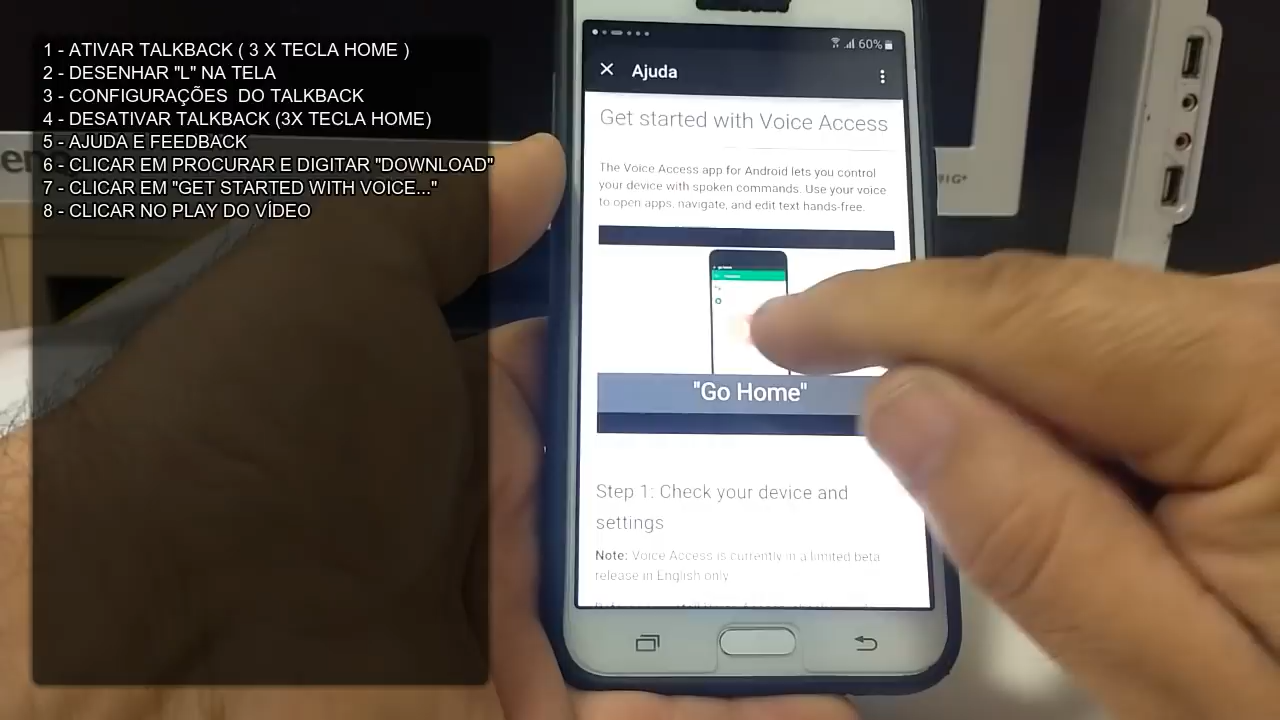 1 - ATIVAR TALKBACK ( 3 X TECLA HOME )
2 - DESENHAR "L" NA TELA
3 - CONFIGURAÇÕES  DO TALKBACK
4 - DESATIVAR TALKBACK (3X TECLA HOME)
5 - AJUDA E FEEDBACK
6 - CLICAR EM PROCURAR E DIGITAR "DOWNLOAD"
7 - CLICAR EM "GET STARTED WITH VOICE..."
8 - CLICAR NO PLAY DO VÍDEO
60%
Ajuda
Get started with Voice Access
The Voice Access app for Android lets you control
your device with spoken commands. Use your voice
to open apps, navigate, and edit text hands-free.
"Go Home"
Step 1: Check your device and
settings
Note: Voice Access is currently in a limited beta
release in English only